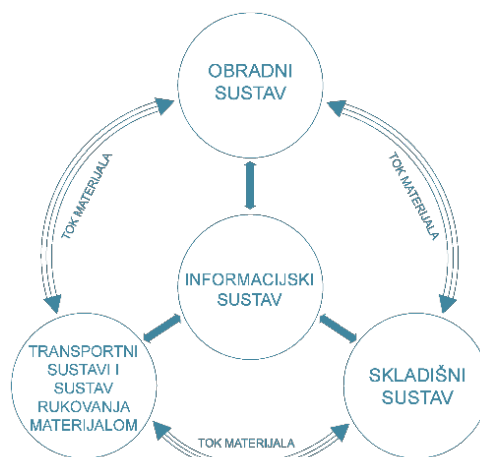 OBRADNI
SUSTAV
TOK MATERIJALA
TOK MATERIJALA
INFORMACIJSKI
SUSTAV
TRANSPORTNI
SUSTAVI I
SUSTAV
RUKOVANJA
MATERIJALOM
SKLADIŠNI
SUSTAV
TOK MATERIJALA